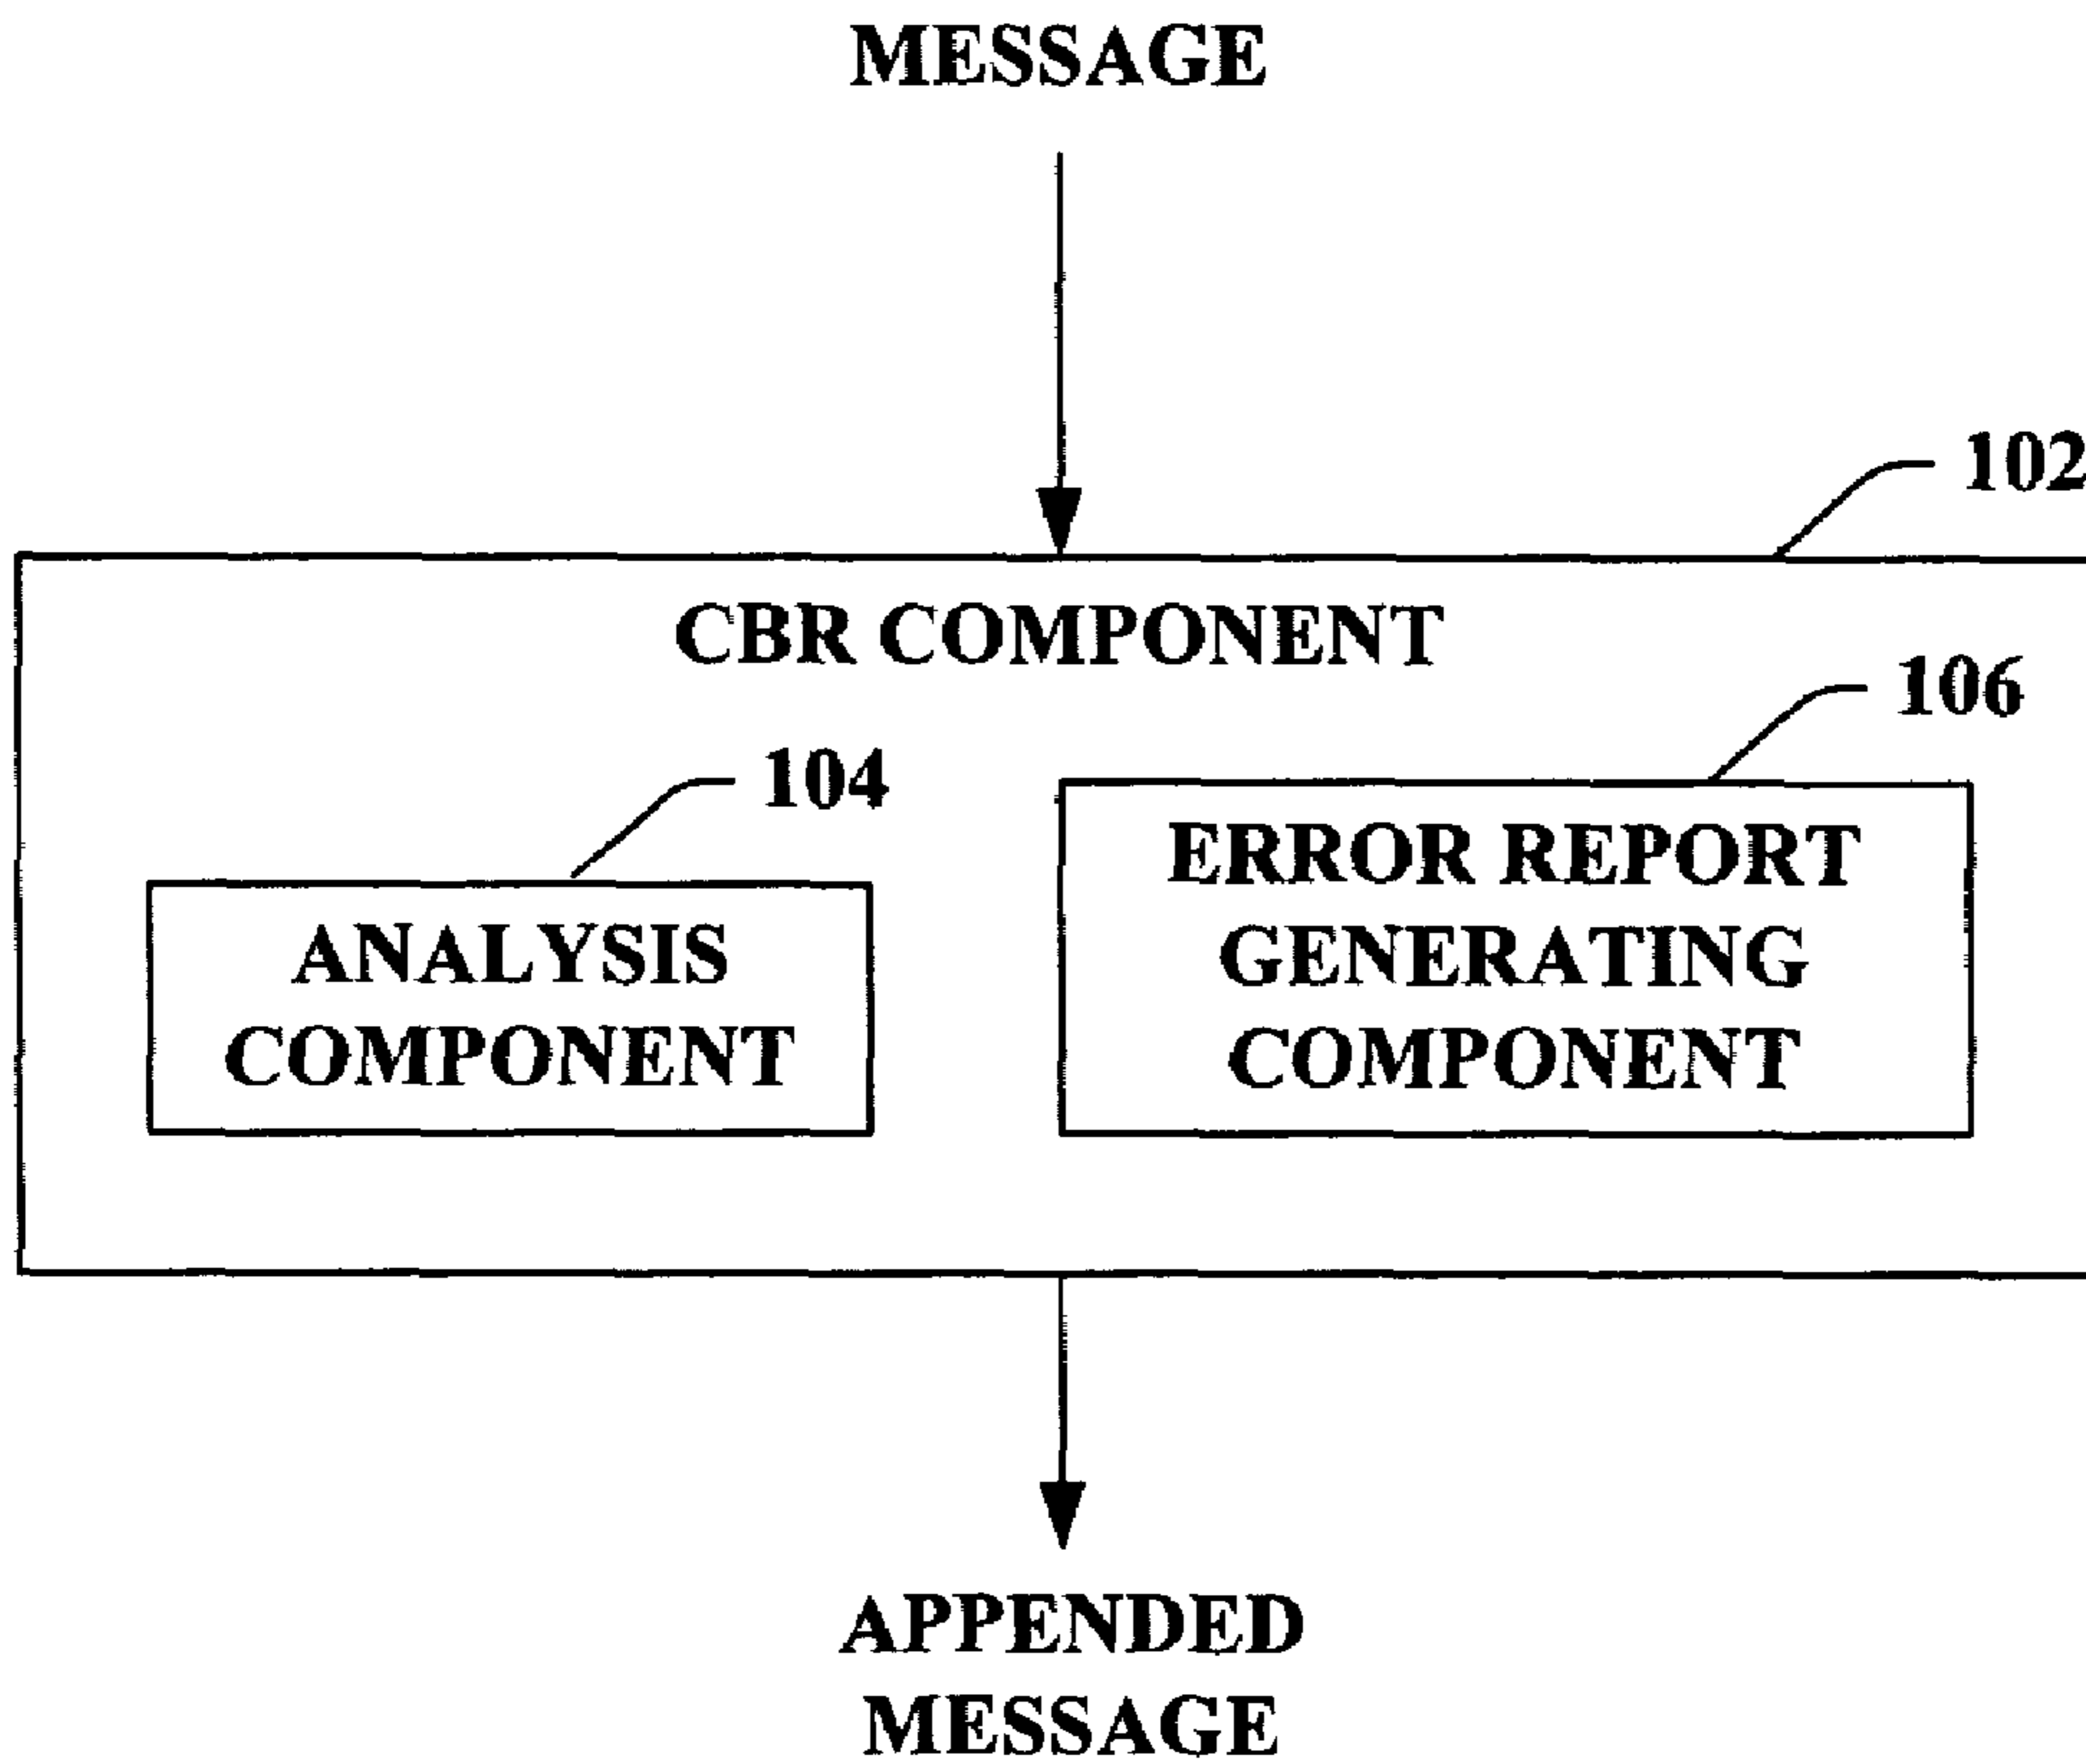 MESSAGE
102
CBR COMPONENT
106
104
ERROR REPORT
GENERATING
COMPONENT
ANALYSIS
COMPONENT
APPENDED
MESSAGE